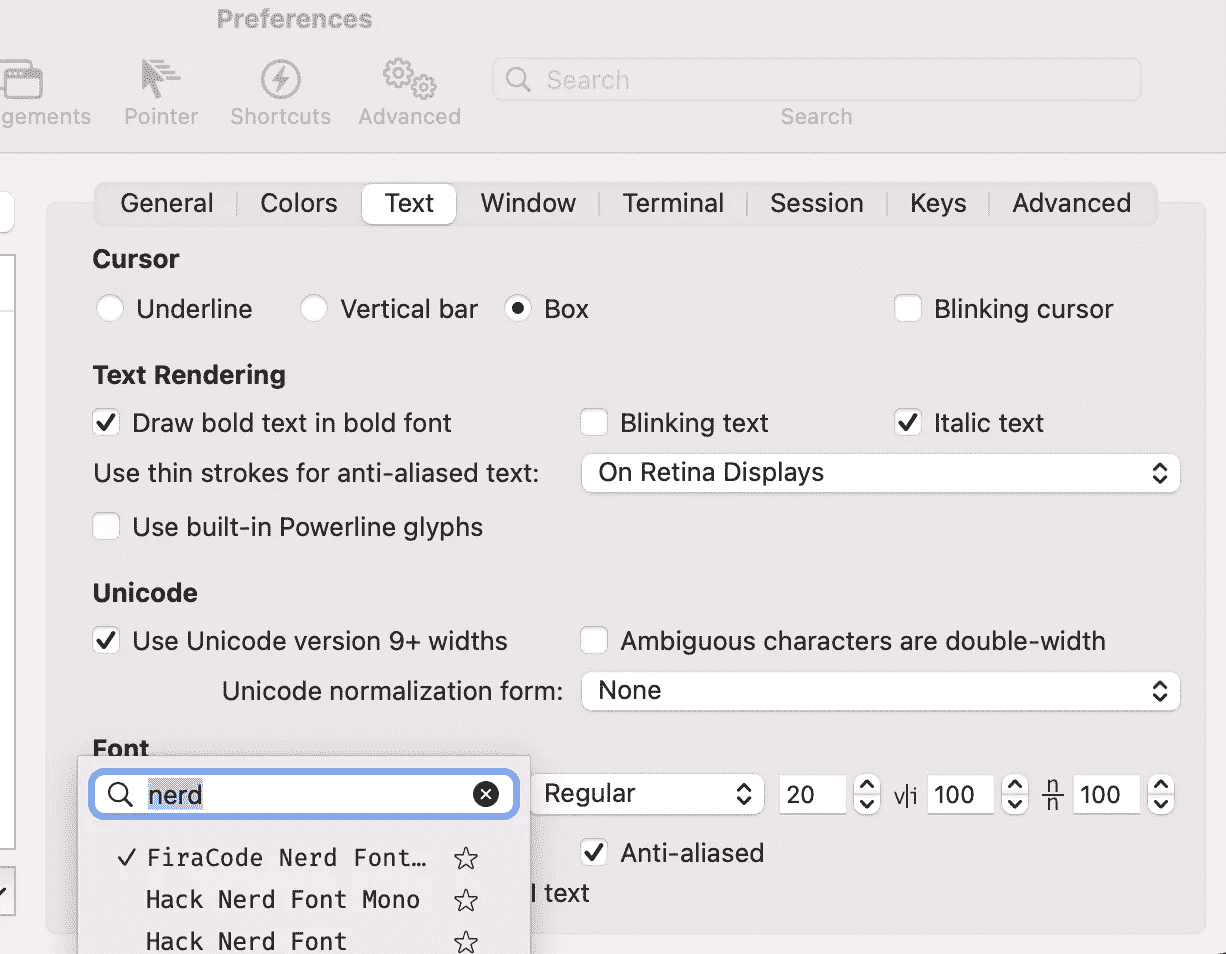 Preferences
gements Pointer Shortcuts Advanced Search
Search
General Colors Text Window Terminal Session Keys Advanced
Cursor
Underline Vertical bar Box Blinking cursor
Text Rendering
Draw bold text in bold font Blinking text Italic text
Use thin strokes for anti-aliased text: On Retina Displays
Use built-in Powerline glyphs
Unicode
Use Unicode version 9+ widths Ambiguous characters are double-width
Unicode normalization form: None
Font
nerd Regular 20 v|i 100 n/n 100
FiraCode Nerd Font… Anti-aliased
Hack Nerd Font Mono text
Hack Nerd Font